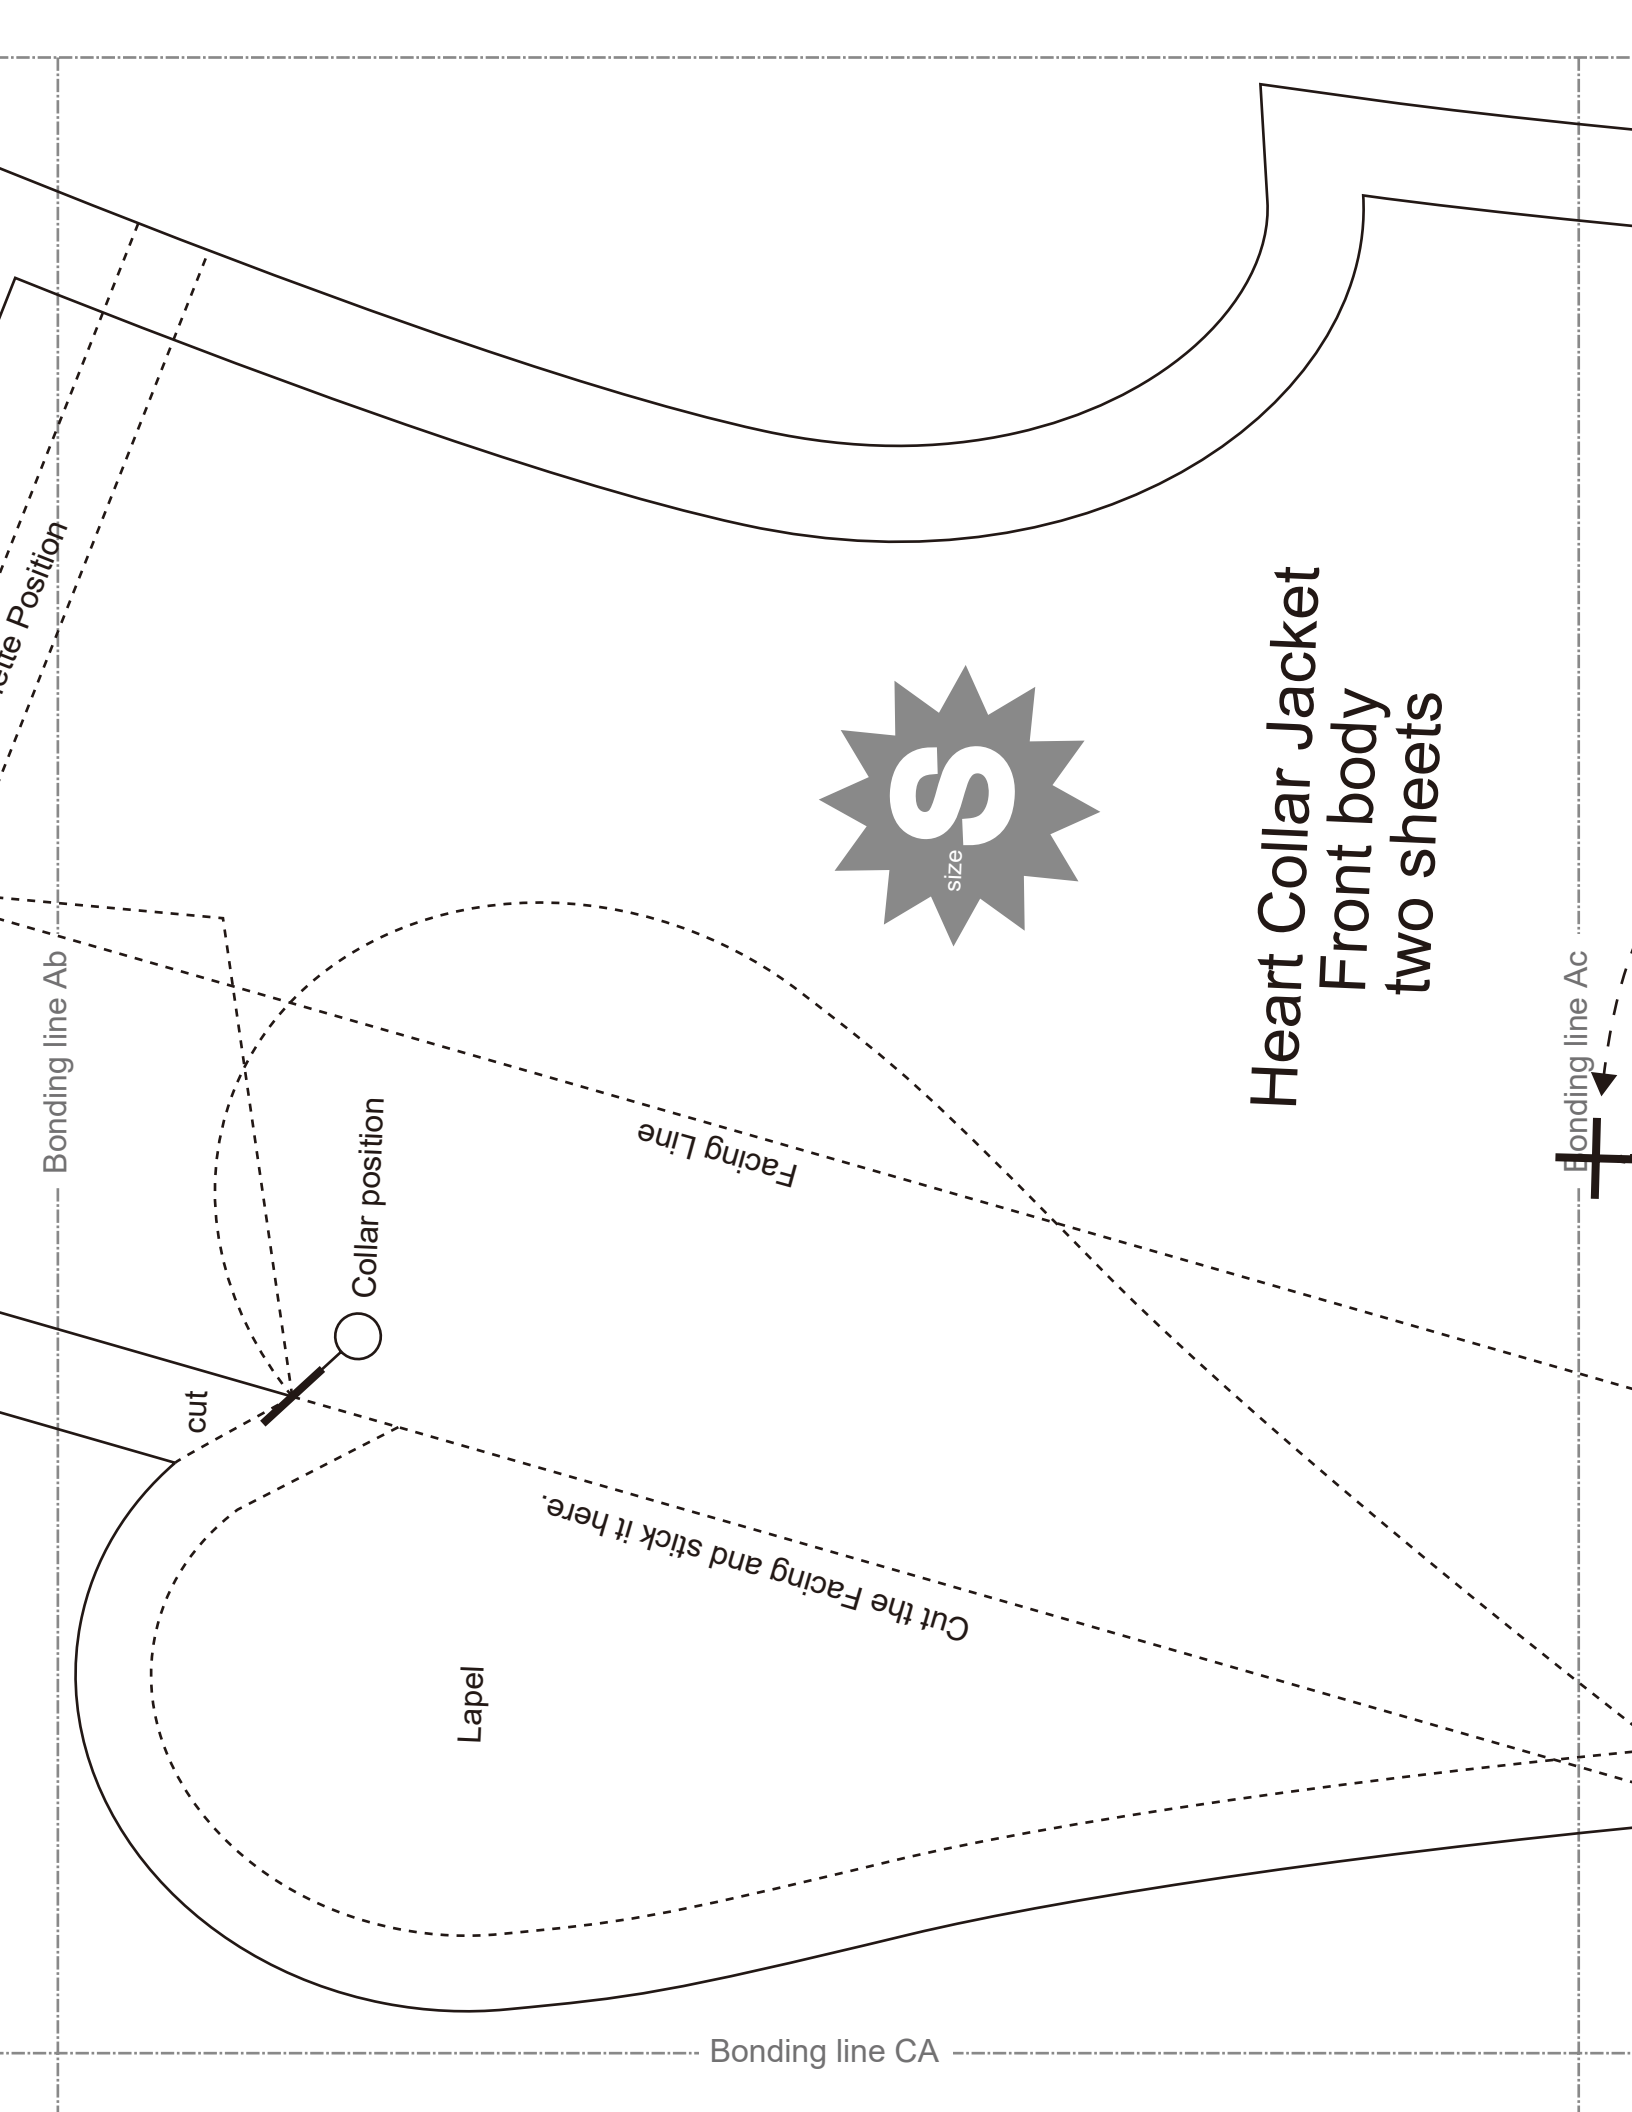 Position
Bonding line Ab
Heart Collar Jacket
Front body
two sheets
S
size
Bonding line Ac
Collar position
Facing Line
cut
Cut the Facing and stick it here.
Lapel
Bonding line CA